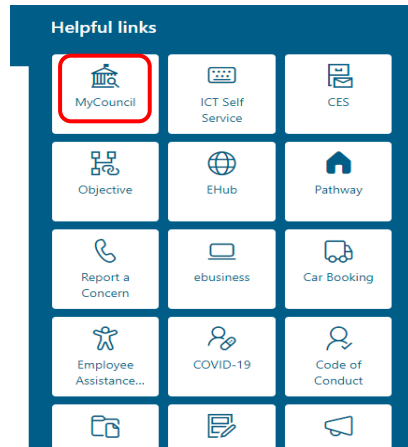 Helpful links
MyCouncil
ICT Self
Service
CES
Objective
EHub
Pathway
Report a
Concern
ebusiness
Car Booking
Employee
Assistance...
COVID-19
Code of
Conduct